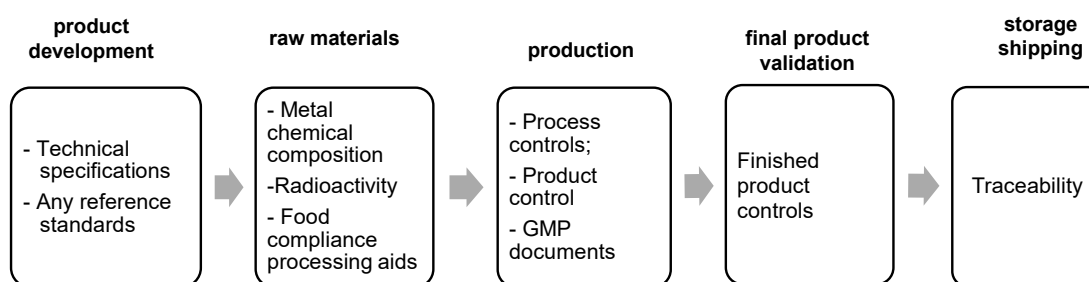 product
development
raw materials
production
final product
validation
storage
shipping
- Technical
specifications
- Any reference
standards
- Metal
chemical
composition
-Radioactivity
- Food
compliance
processing aids
- Process
controls;
- Product
control
- GMP
documents
Finished
product
controls
Traceability